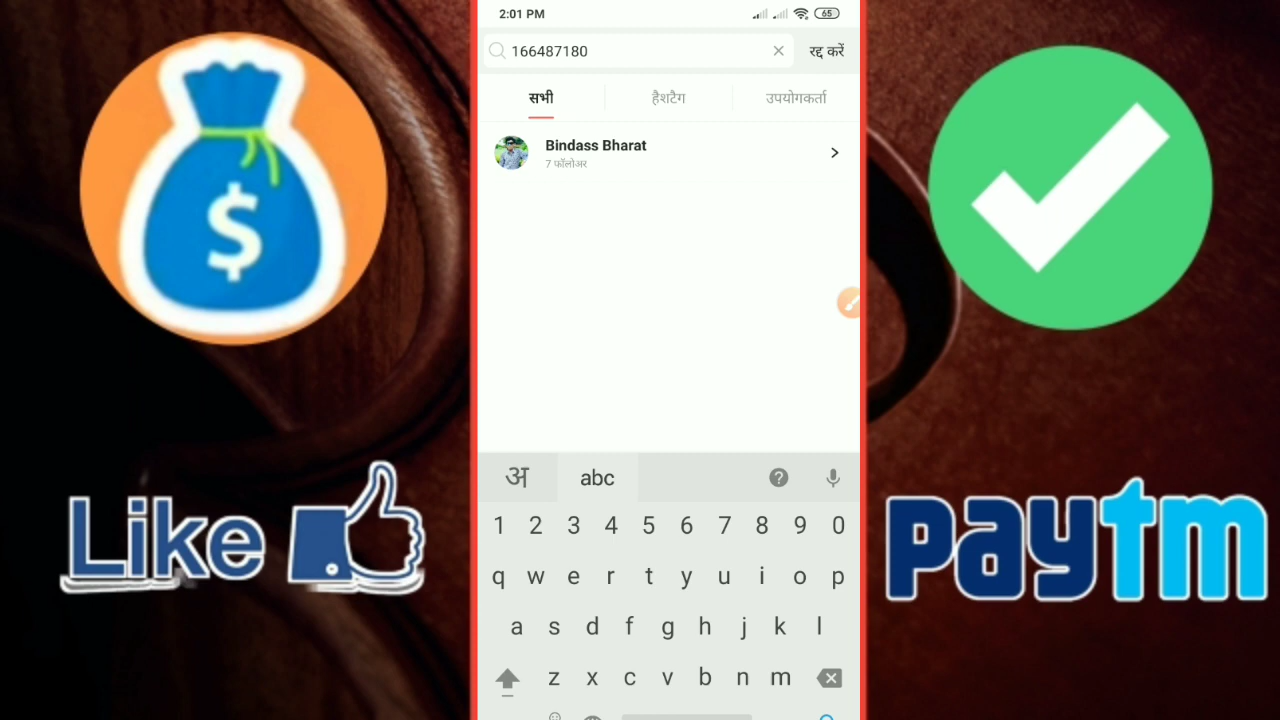 2:01 PM
65
166487180
रद्द करें
सभी
हैशटैग
उपयोगकर्ता
Bindass Bharat
7 फॉलोअर
$
Like
paytm
अ
abc
?
1 2 3 4 5 6 7 8 9 0
q w e r t y u i o p
a s d f g h j k l
z x c v b n m